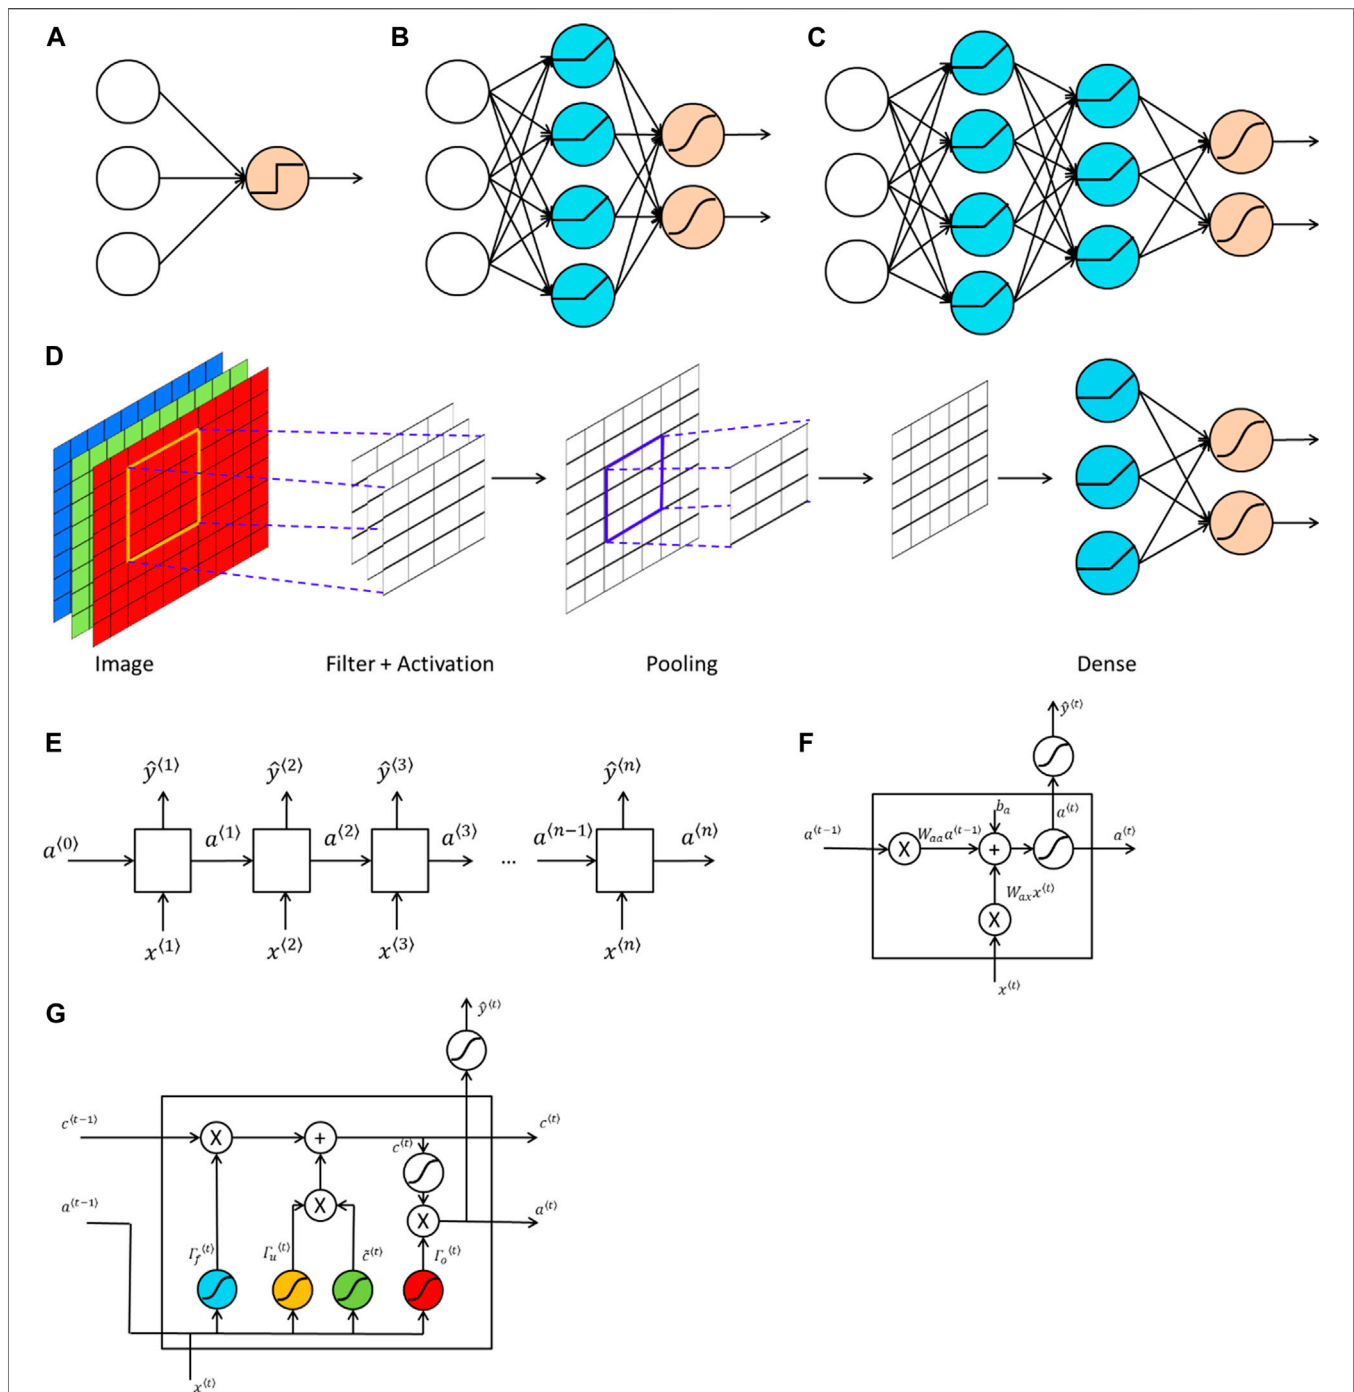 A
B
C
D
Image
Filter + Activation
Pooling
Dense
E
ŷ⟨1⟩ ŷ⟨2⟩ ŷ⟨3⟩ ŷ⟨n⟩
a⟨0⟩ a⟨1⟩ a⟨2⟩ a⟨3⟩ ... a⟨n−1⟩ a⟨n⟩
x⟨1⟩ x⟨2⟩ x⟨3⟩ x⟨n⟩
F
ŷ⟨t⟩
b_a a⟨t⟩
a⟨t−1⟩ X W_aa a⟨t−1⟩ + a⟨t⟩
W_ax x⟨t⟩
X
x⟨t⟩
G
ŷ⟨t⟩
c⟨t−1⟩ X + c⟨t⟩ c⟨t⟩
a⟨t−1⟩ X X a⟨t⟩
Γ_f⟨t⟩ Γ_u⟨t⟩ c̃⟨t⟩ Γ_o⟨t⟩
x⟨t⟩